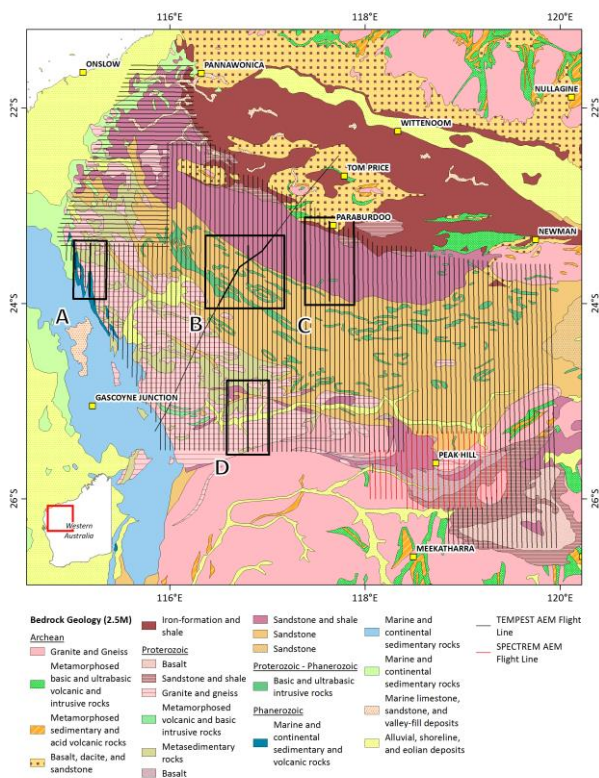 116°E
118°E
120°E
ONSLOW
PANNAWONICA
NULLAGINE
22°S
22°S
WITTENOOM
TOM PRICE
PARABURDOO
NEWMAN
24°S
24°S
A
B
C
GASCOYNE JUNCTION
D
PEAK HILL
26°S
26°S
Western
Australia
MEEKATHARRA
116°E
118°E
120°E
Bedrock Geology (2.5M)
Archean
Granite and Gneiss
Metamorphosed
basic and ultrabasic
volcanic and
intrusive rocks
Metamorphosed
sedimentary and
acid volcanic rocks
Basalt, dacite, and
sandstone
Iron-formation and
shale
Proterozoic
Basalt
Sandstone and shale
Granite and gneiss
Metamorphosed
volcanic and basic
intrusive rocks
Metasedimentary
rocks
Basalt
Sandstone and shale
Sandstone
Sandstone
Proterozoic - Phanerozoic
Basic and ultrabasic
intrusive rocks
Phanerozoic
Marine and
continental
sedimentary and
volcanic rocks
Marine and
continental
sedimentary rocks
Marine and
continental
sedimentary rocks
Marine limestone,
sandstone, and
valley-fill deposits
Alluvial, shoreline,
and eolian deposits
TEMPEST AEM Flight
Line
SPECTREM AEM
Flight Line